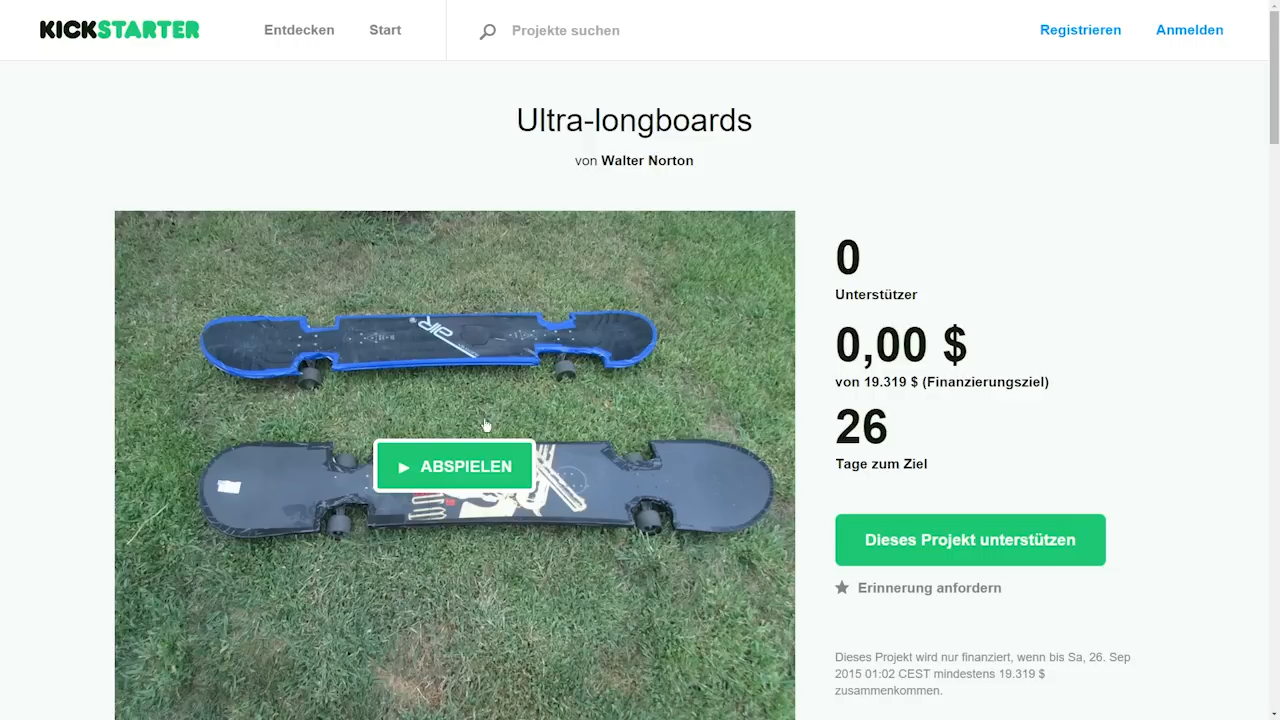 KICKSTARTER
Entdecken
Start
Projekte suchen
Registrieren
Anmelden
Ultra-longboards
von Walter Norton
▶ ABSPIELEN
0
Unterstützer
0,00 $
von 19.319 $ (Finanzierungsziel)
26
Tage zum Ziel
Dieses Projekt unterstützen
Erinnerung anfordern
Dieses Projekt wird nur finanziert, wenn bis Sa, 26. Sep
2015 01:02 CEST mindestens 19.319 $
zusammenkommen.